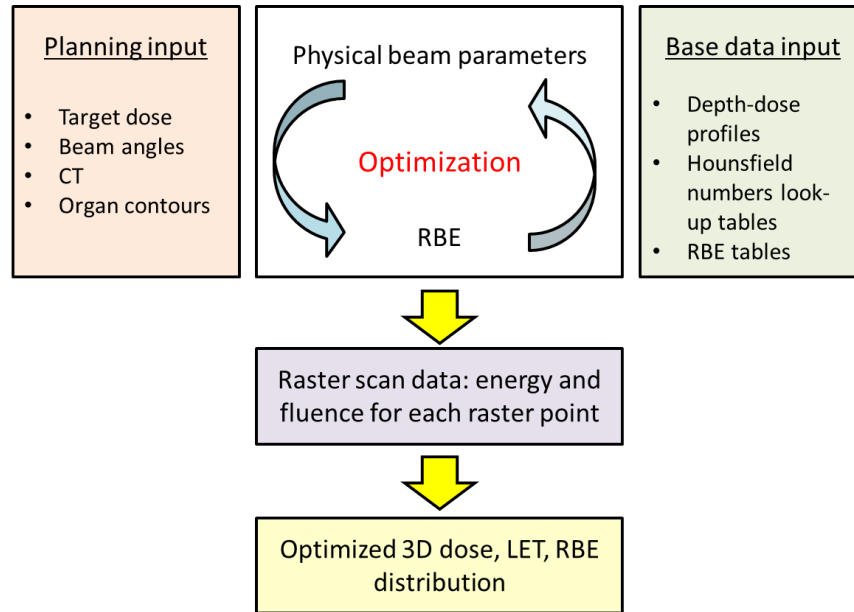 Planning input
• Target dose
• Beam angles
• CT
• Organ contours
Physical beam parameters
Optimization
RBE
Base data input
• Depth-dose
profiles
• Hounsfield
numbers look-
up tables
• RBE tables
Raster scan data: energy and
fluence for each raster point
Optimized 3D dose, LET, RBE
distribution